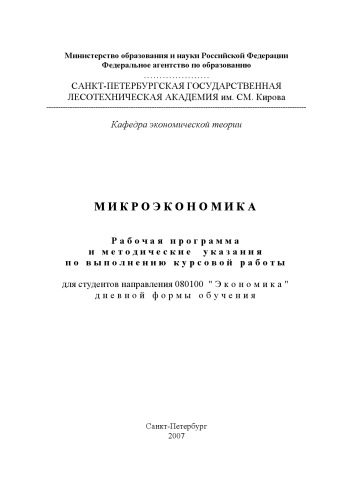 Министерство образования и науки Российской Федерации
Федеральное агентство по образованию
………………….
САНКТ-ПЕТЕРБУРГСКАЯ ГОСУДАРСТВЕННАЯ
ЛЕСОТЕХНИЧЕСКАЯ АКАДЕМИЯ им. СМ. Кирова
Кафедра экономической теории
МИКРОЭКОНОМИКА
Рабочая программа
и методические указания
по выполнению курсовой работы
для студентов направления 080100 "Экономика"
дневной формы обучения
Санкт-Петербург
2007